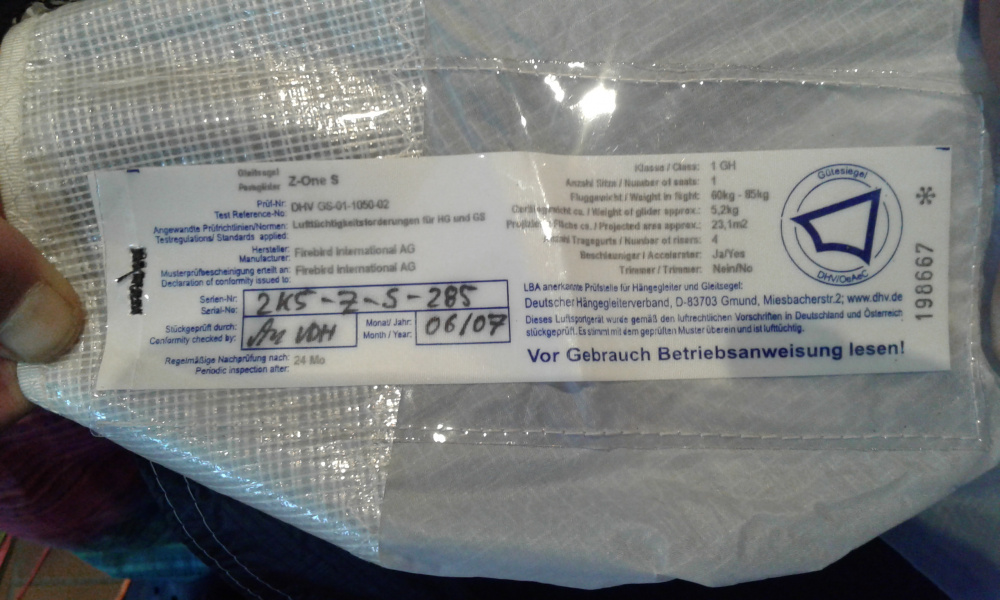 Gleitsegel
Paraglider Z-One S
Prüf-Nr.
Test Reference-No. DHV GS-01-1050-02
Angewandte Prüfrichtlinien/Normen: Lufttüchtigkeitsforderungen für HG und GS
Testregulations/ Standards applied:
Hersteller:
Manufacturer: Firebird International AG
Musterprüfbescheinigung erteilt an: Firebird International AG
Declaration of conformity issued to:
Serien-Nr:
Serial-No: 2K5-Z-S-285
Stückgeprüft durch:
Conformity checked by:
Monat/ Jahr:
Month / Year: 06/07
Regelmäßige Nachprüfung nach: 24 Mo
Periodic inspection after:
Klasse / Class: 1 GH
Anzahl Sitze / Number of seats: 1
Fluggewicht / Weight in flight: 60kg - 85kg
ca. / Weight of glider approx.: 5,2kg
ca. / Projected area approx.: 23,1m2
Tragegurte / Number of risers: 4
Beschleuniger / Accelerater: Ja/Yes
Trimmer / Trimmer: Nein/No
LBA anerkannte Prüfstelle für Hängegleiter und Gleitsegel:
Deutscher Hängegleiterverband, D-83703 Gmund, Miesbacherstr.2; www.dhv.de
Dieses Luftsportgerät wurde gemäß den luftrechtlichen Vorschriften in Deutschland und Österreich
stückgeprüft. Es stimmt mit dem geprüften Muster überein und ist lufttüchtig.
Vor Gebrauch Betriebsanweisung lesen!
Gütesiegel
DHV/OeAeC
198667 *